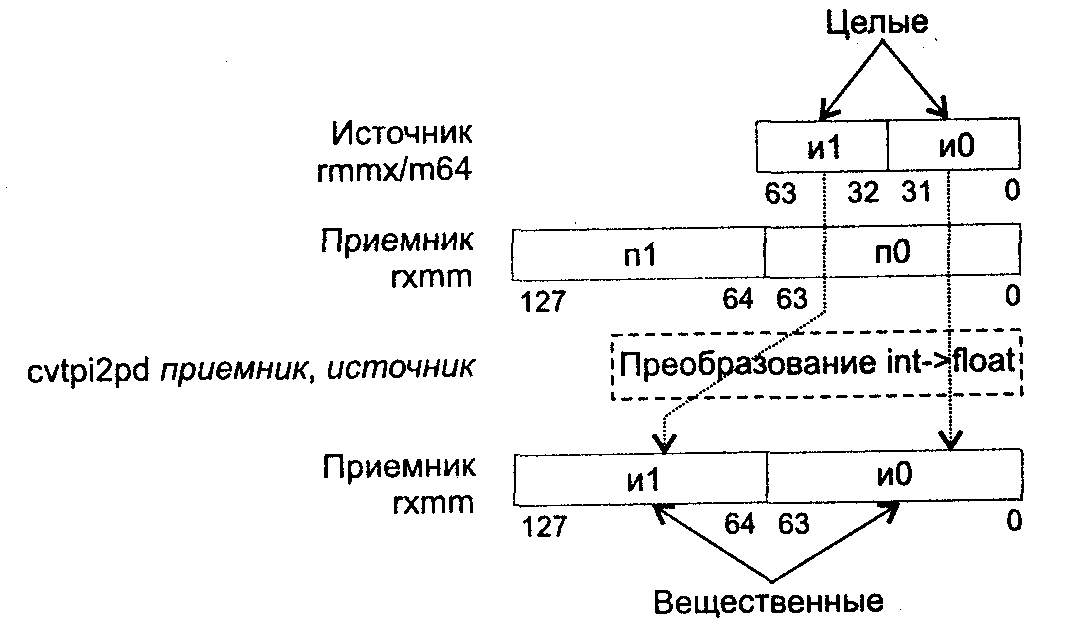 Целые
Источник
rmmx/m64
и1 и0
63 32 31 0
Приемник
rxmm
п1 п0
127 64 63 0
cvtpi2pd приемник, источник
Преобразование int->float
Приемник
rxmm
и1 и0
127 64 63 0
Вещественные